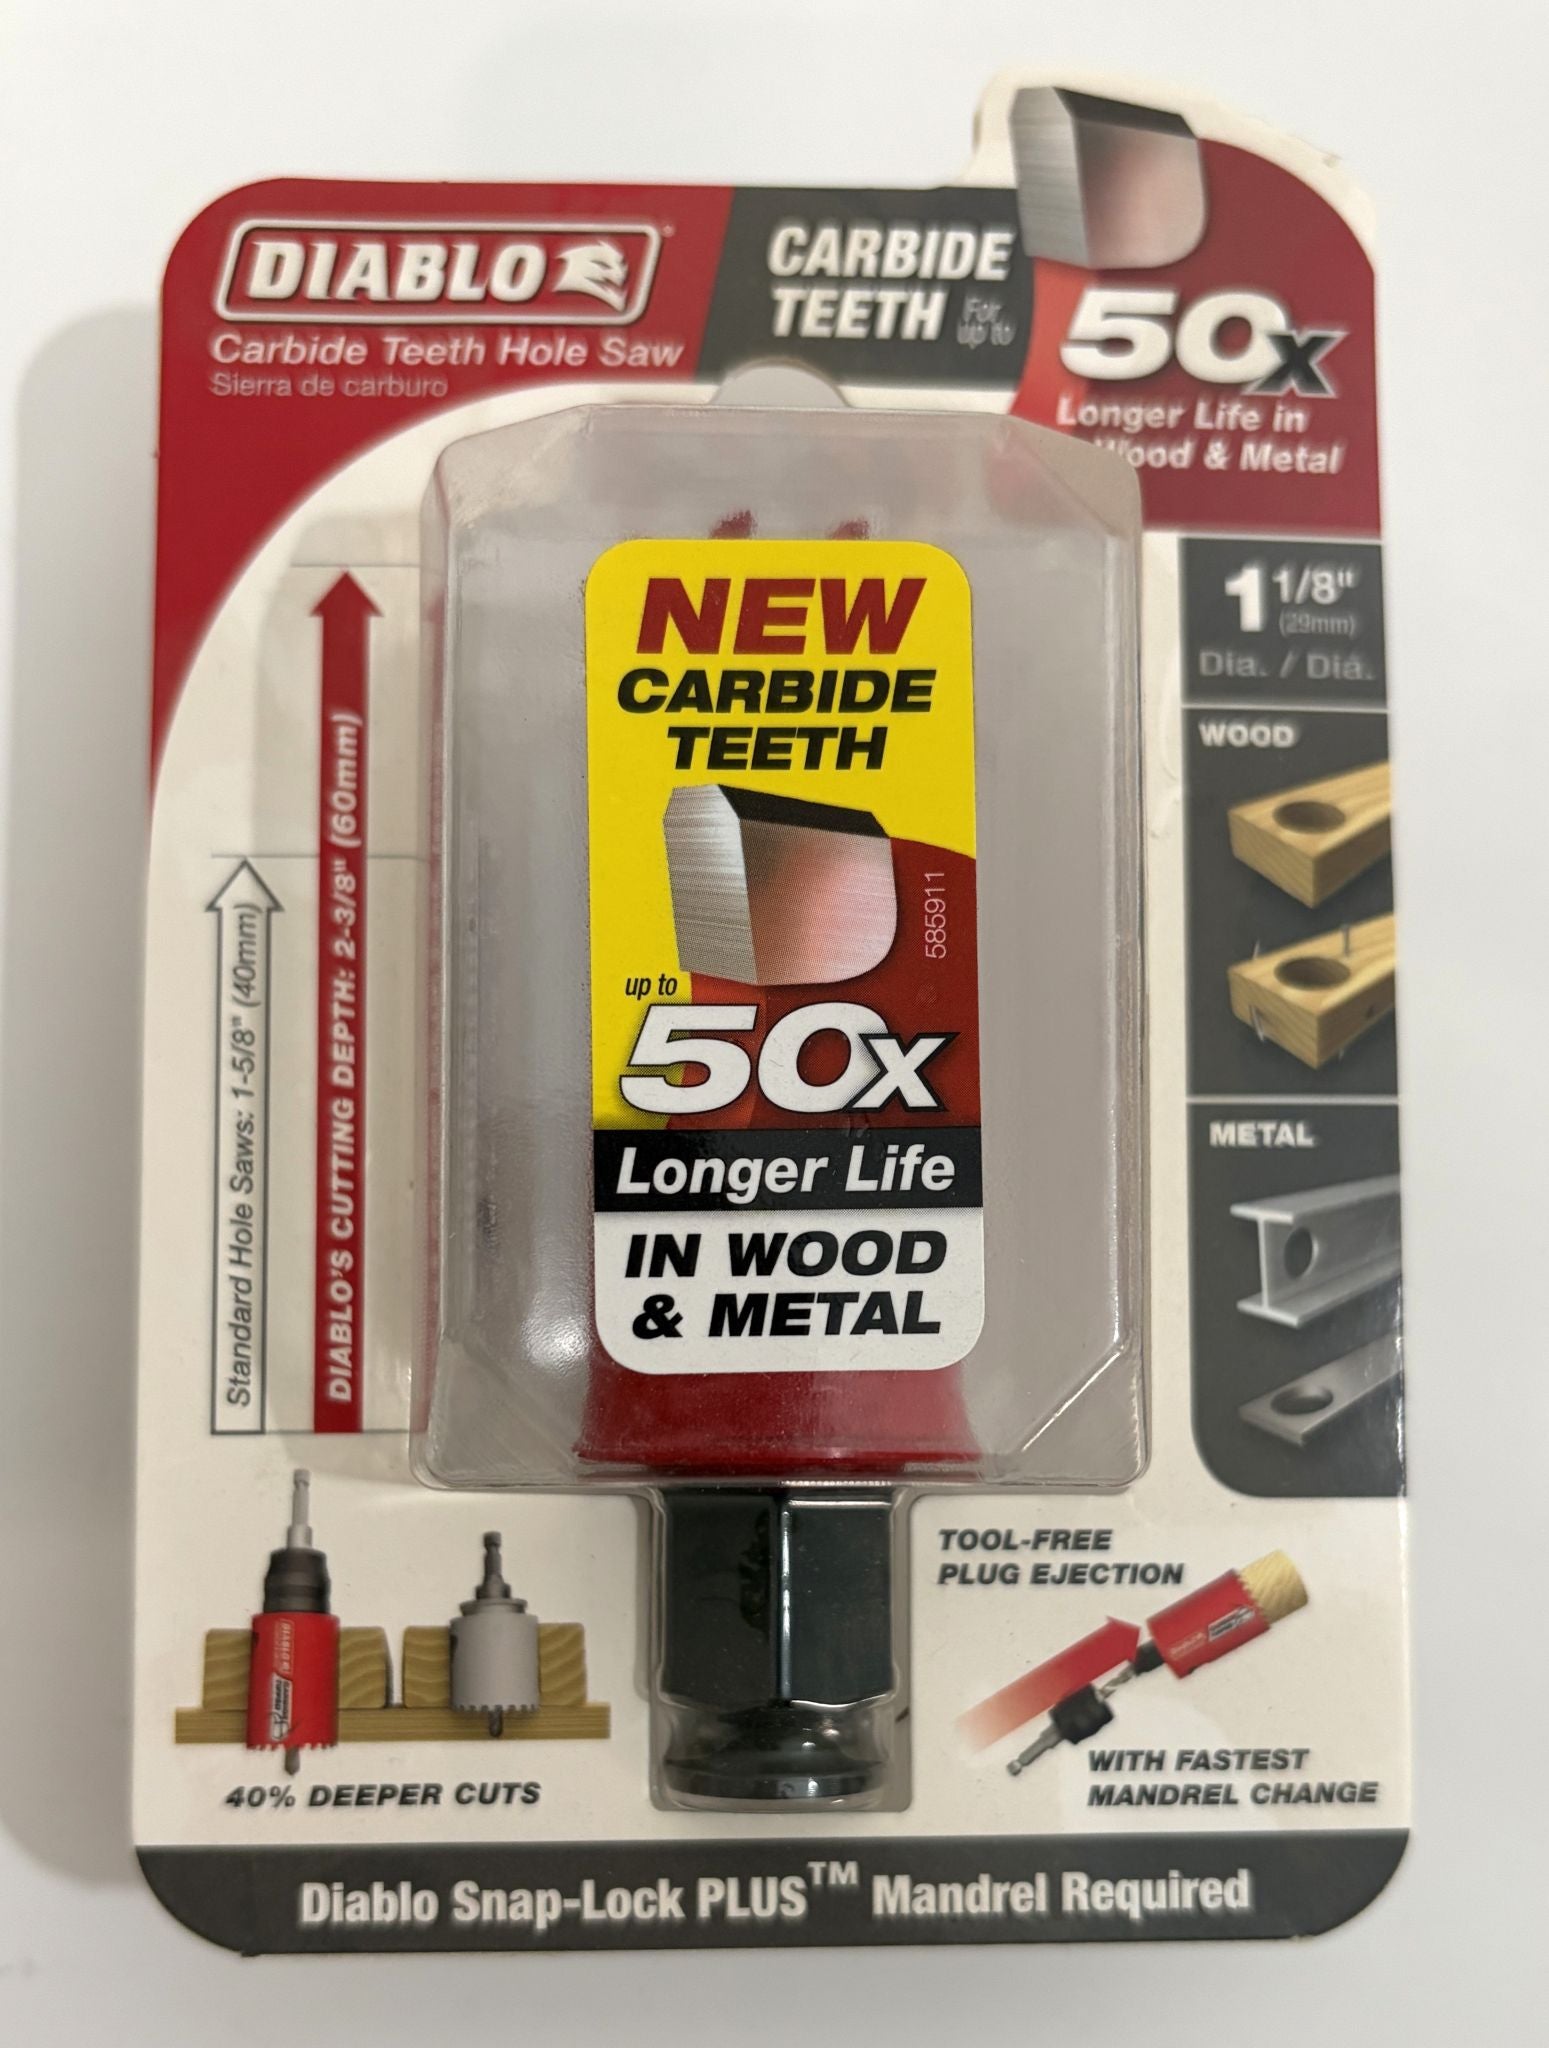 DIABLO
Carbide Teeth Hole Saw
Sierra de carburo
CARBIDE
TEETH For
up to
50x
Longer Life in
Wood & Metal
1 1/8"
(29mm)
Dia. / Diá.
WOOD
METAL
Standard Hole Saws: 1-5/8" (40mm)
DIABLO'S CUTTING DEPTH: 2-3/8" (60mm)
NEW
CARBIDE
TEETH
585911
up to
50x
Longer Life
IN WOOD
& METAL
40% DEEPER CUTS
TOOL-FREE
PLUG EJECTION
WITH FASTEST
MANDREL CHANGE
Diablo Snap-Lock PLUS™ Mandrel Required